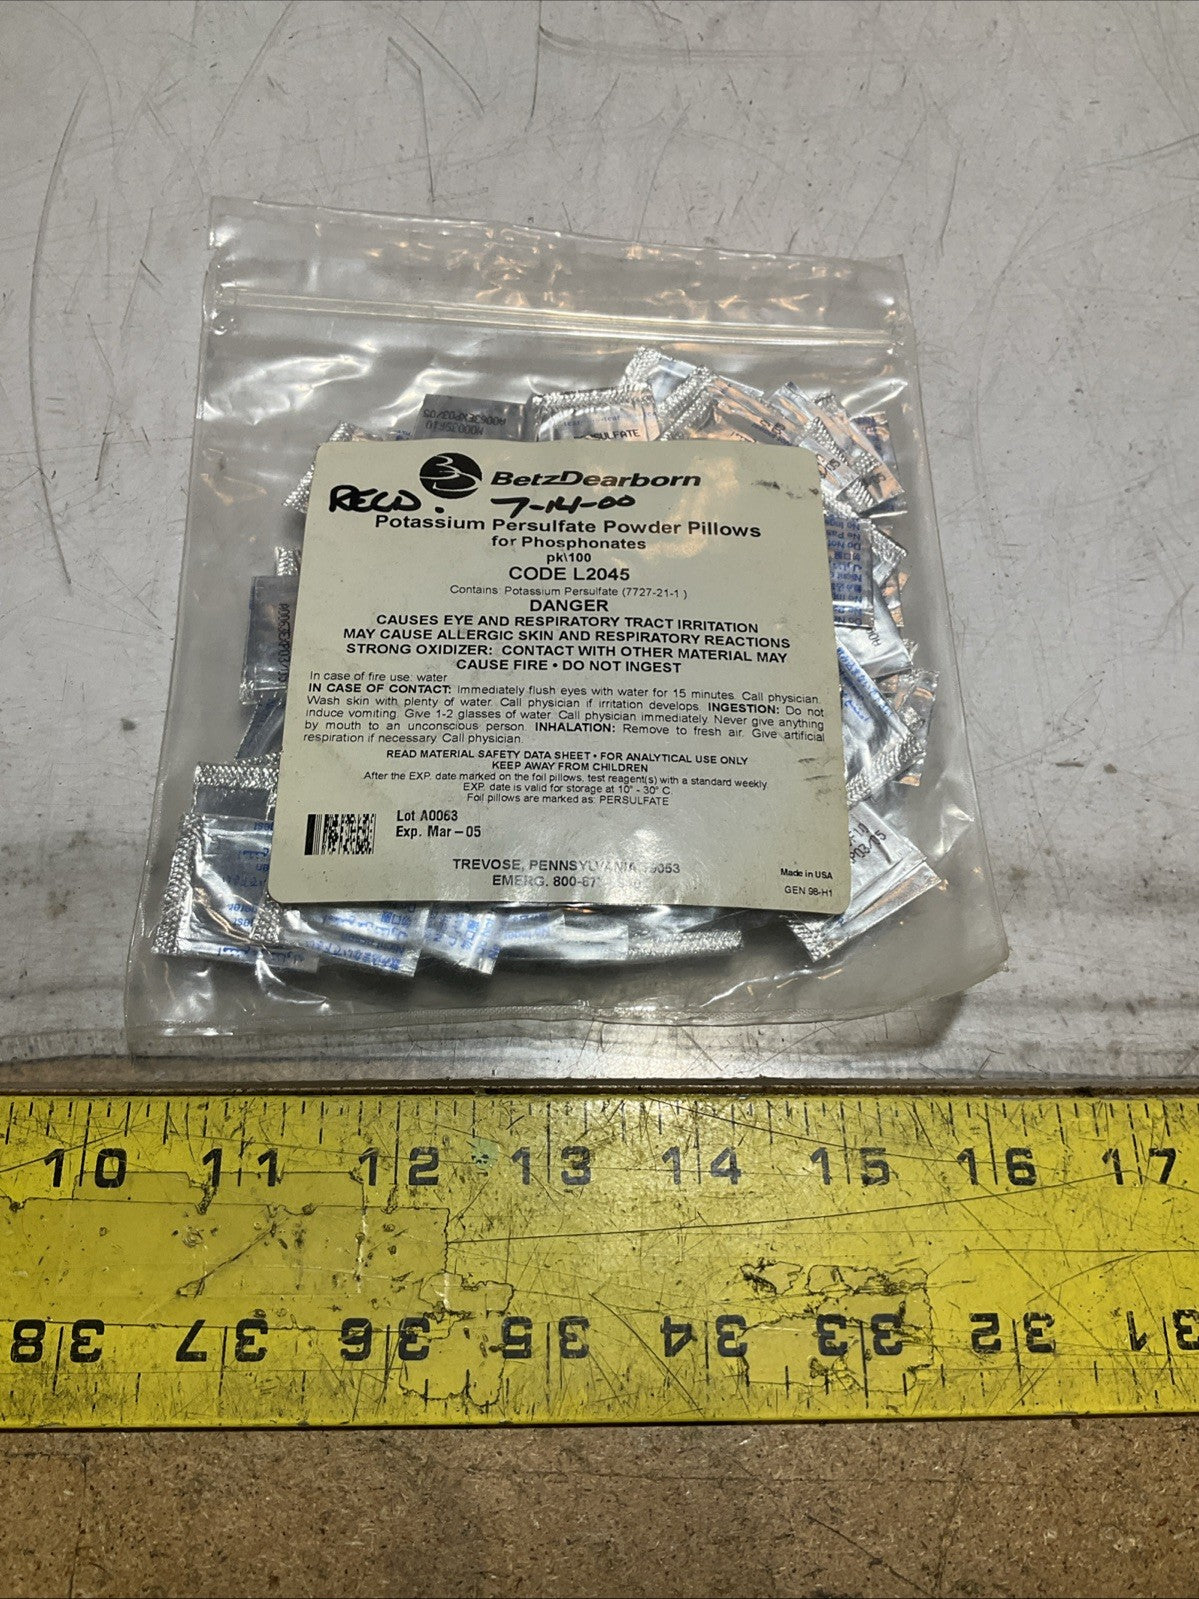 BetzDearborn
RECD. 7-14-00
Potassium Persulfate Powder Pillows
for Phosphonates
pk\100
CODE L2045
Contains: Potassium Persulfate (7727-21-1 )
DANGER
CAUSES EYE AND RESPIRATORY TRACT IRRITATION
MAY CAUSE ALLERGIC SKIN AND RESPIRATORY REACTIONS
STRONG OXIDIZER: CONTACT WITH OTHER MATERIAL MAY
CAUSE FIRE • DO NOT INGEST
In case of fire use: water
IN CASE OF CONTACT: Immediately flush eyes with water for 15 minutes. Call physician.
Wash skin with plenty of water. Call physician if irritation develops. INGESTION: Do not
induce vomiting. Give 1-2 glasses of water. Call physician immediately. Never give anything
by mouth to an unconscious person. INHALATION: Remove to fresh air. Give artificial
respiration if necessary. Call physician.
READ MATERIAL SAFETY DATA SHEET • FOR ANALYTICAL USE ONLY
KEEP AWAY FROM CHILDREN
After the EXP. date marked on the foil pillows, test reagent(s) with a standard weekly
EXP. date is valid for storage at 10° - 30° C.
Foil pillows are marked as: PERSULFATE
Lot A0063
Exp. Mar-05
TREVOSE, PENNSYLVANIA 19053
EMERG. 800-87
Made in USA
GEN 98-H1
A0063EXP03/05
M00039F10
A0063EXP03/05
10 11 12 13 14 15 16 17
38 37 36 35 34 33 32 31